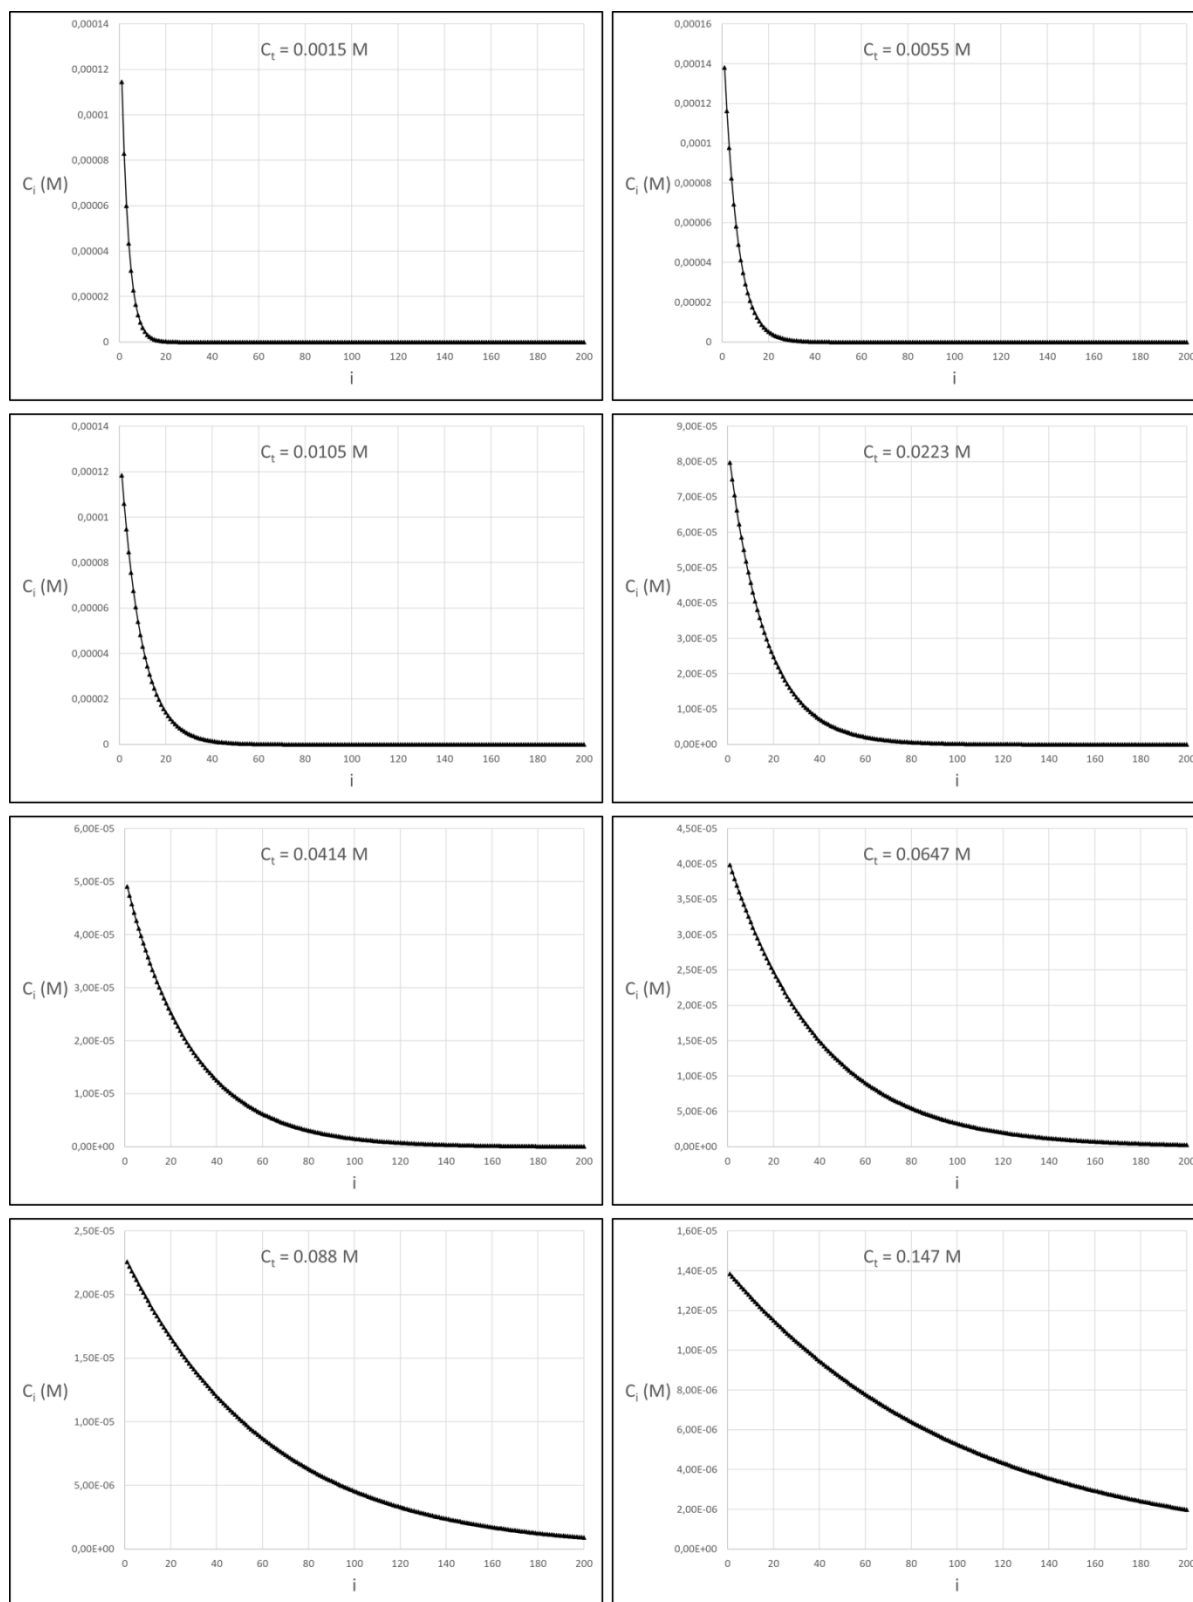 C_t = 0.0015 M
0,00014
0,00012
0,0001
0,00008
C_i (M)
0,00006
0,00004
0,00002
0
0 20 40 60 80 100 120 140 160 180 200
i
C_t = 0.0055 M
0,00016
0,00014
0,00012
0,0001
0,00008
C_i (M)
0,00006
0,00004
0,00002
0
0 20 40 60 80 100 120 140 160 180 200
i
C_t = 0.0105 M
0,00014
0,00012
0,0001
0,00008
C_i (M)
0,00006
0,00004
0,00002
0
0 20 40 60 80 100 120 140 160 180 200
i
C_t = 0.0223 M
9,00E-05
8,00E-05
7,00E-05
6,00E-05
5,00E-05
C_i (M)
4,00E-05
3,00E-05
2,00E-05
1,00E-05
0,00E+00
0 20 40 60 80 100 120 140 160 180 200
i
C_t = 0.0414 M
6,00E-05
5,00E-05
4,00E-05
C_i (M)
3,00E-05
2,00E-05
1,00E-05
0,00E+00
0 20 40 60 80 100 120 140 160 180 200
i
C_t = 0.0647 M
4,50E-05
4,00E-05
3,50E-05
3,00E-05
2,50E-05
C_i (M)
2,00E-05
1,50E-05
1,00E-05
5,00E-06
0,00E+00
0 20 40 60 80 100 120 140 160 180 200
i
C_t = 0.088 M
2,50E-05
2,00E-05
1,50E-05
C_i (M)
1,00E-05
5,00E-06
0,00E+00
0 20 40 60 80 100 120 140 160 180 200
i
C_t = 0.147 M
1,60E-05
1,40E-05
1,20E-05
1,00E-05
C_i (M)
8,00E-06
6,00E-06
4,00E-06
2,00E-06
0,00E+00
0 20 40 60 80 100 120 140 160 180 200
i